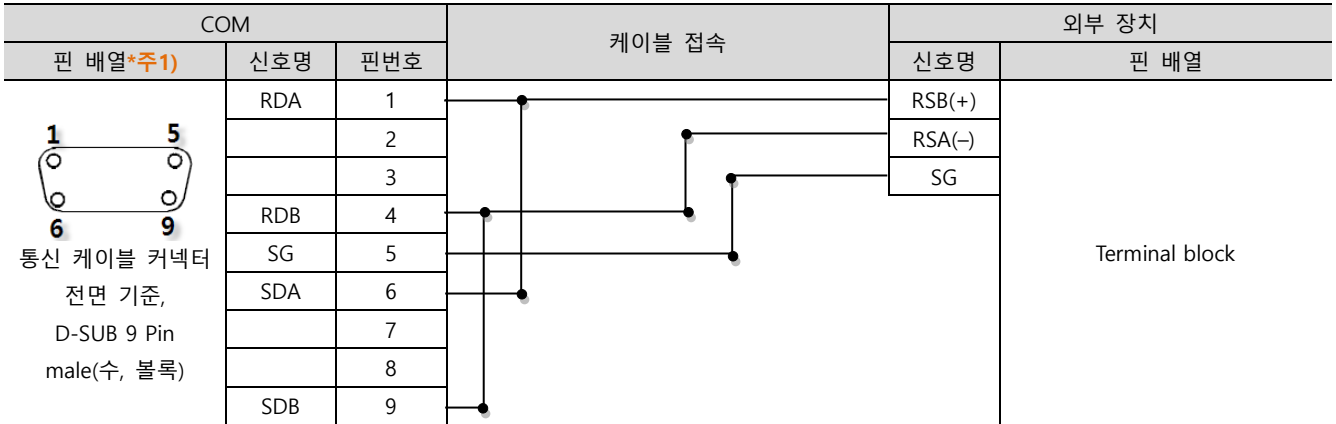 COM 케이블 접속 외부 장치
핀 배열*주1) 신호명 핀번호 신호명 핀 배열
RDA 1 RSB(+)
1 5 2 RSA(–)
3 SG
6 9 RDB 4
통신 케이블 커넥터 SG 5 Terminal block
전면 기준, SDA 6
D-SUB 9 Pin 7
male(수, 볼록) 8
SDB 9